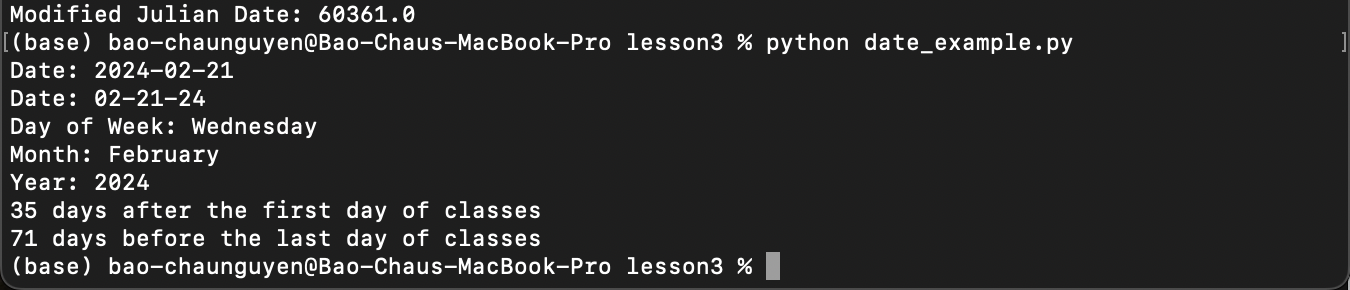 Modified Julian Date: 60361.0
[(base) bao-chaunguyen@Bao-Chaus-MacBook-Pro lesson3 % python date_example.py ]
Date: 2024-02-21
Date: 02-21-24
Day of Week: Wednesday
Month: February
Year: 2024
35 days after the first day of classes
71 days before the last day of classes
(base) bao-chaunguyen@Bao-Chaus-MacBook-Pro lesson3 %